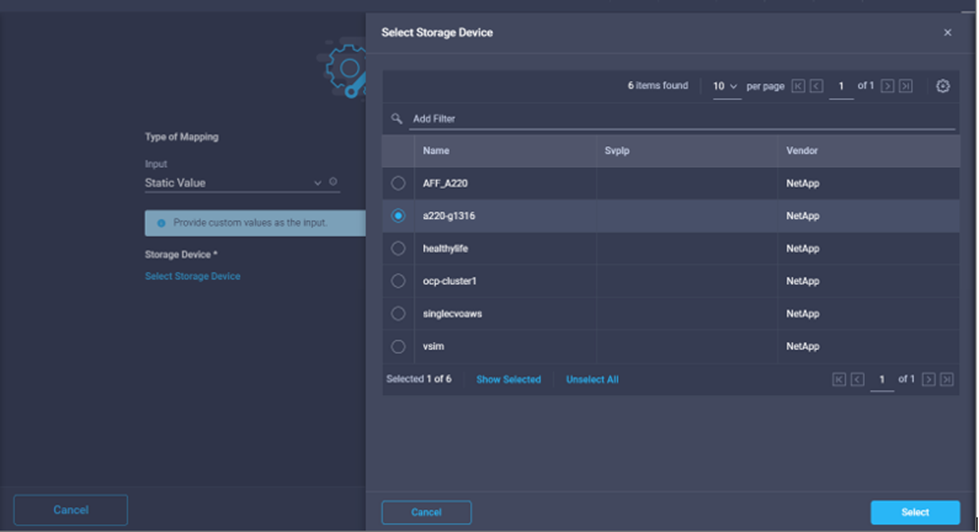 Select Storage Device
6 items found 10 per page 1 of 1
Add Filter
Type of Mapping
Input
Static Value
Provide custom values as the input.
Storage Device *
Select Storage Device
Name Svplp Vendor
AFF_A220 NetApp
a220-g1316 NetApp
healthylife NetApp
ocp-cluster1 NetApp
singlecvoaws NetApp
vsim NetApp
Selected 1 of 6 Show Selected Unselect All 1 of 1
Cancel
Cancel Select